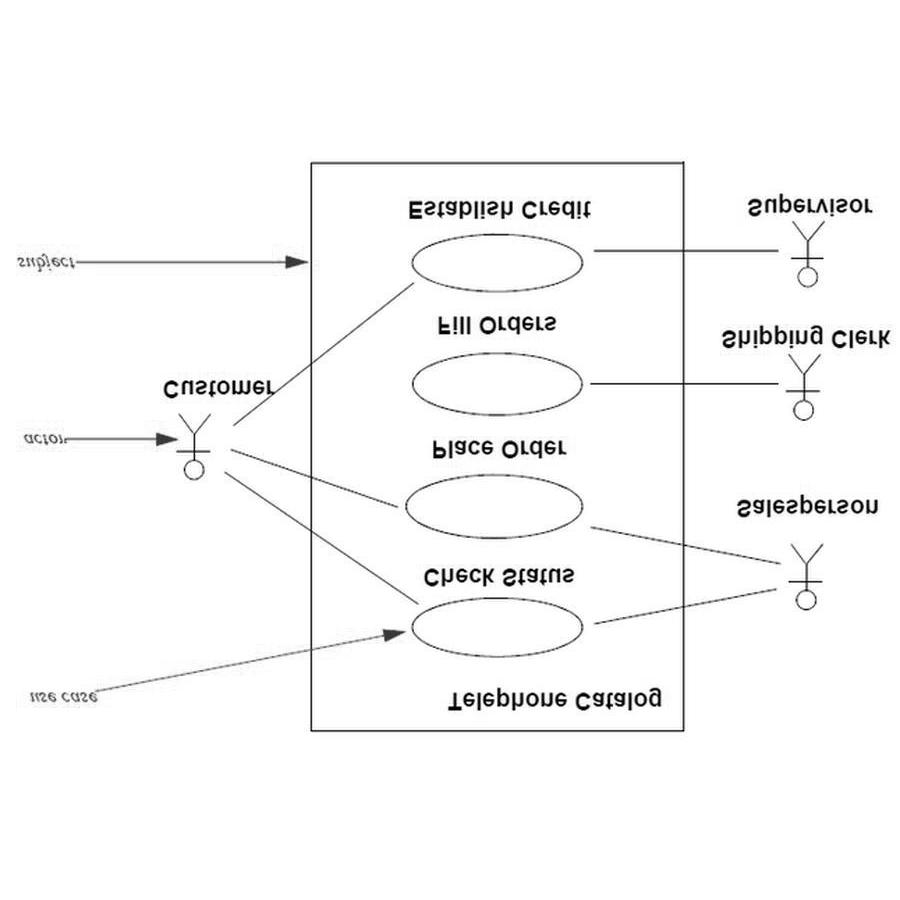 Establish Credit
Supervisor
subject
Fill Orders
Shipping Clerk
Customer
actor
Place Order
Salesperson
Check Status
use case
Telephone Catalog